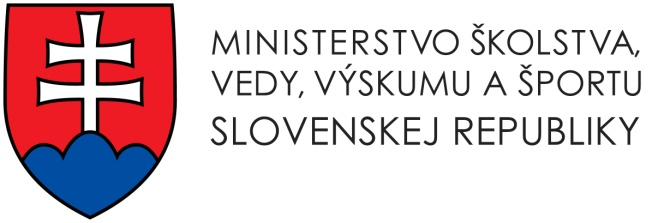 MINISTERSTVO ŠKOLSTVA,
VEDY, VÝSKUMU A ŠPORTU
SLOVENSKEJ REPUBLIKY